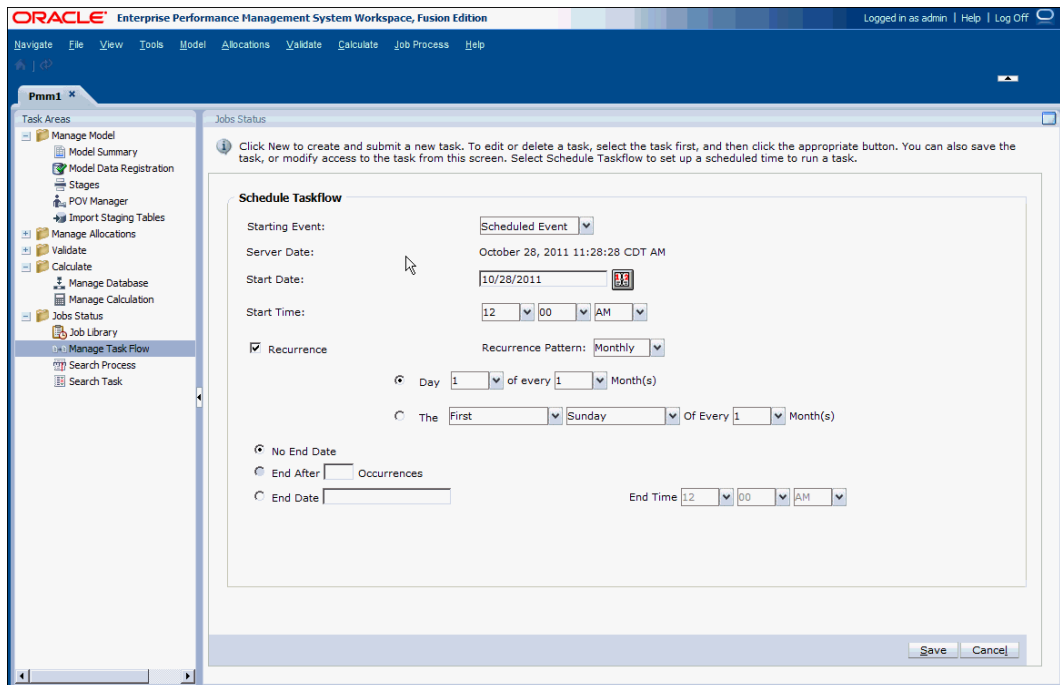 ORACLE Enterprise Performance Management System Workspace, Fusion Edition
Logged in as admin | Help | Log Off
Navigate File View Tools Model Allocations Validate Calculate Job Process Help
Pmm1
Task Areas
Manage Model
Model Summary
Model Data Registration
Stages
POV Manager
Import Staging Tables
Manage Allocations
Validate
Calculate
Manage Database
Manage Calculation
Jobs Status
Job Library
Manage Task Flow
Search Process
Search Task
Jobs Status
Click New to create and submit a new task. To edit or delete a task, select the task first, and then click the appropriate button. You can also save the
task, or modify access to the task from this screen. Select Schedule Taskflow to set up a scheduled time to run a task.
Schedule Taskflow
Starting Event: Scheduled Event
Server Date: October 28, 2011 11:28:28 CDT AM
Start Date: 10/28/2011
Start Time: 12 00 AM
Recurrence Recurrence Pattern: Monthly
Day 1 of every 1 Month(s)
The First Sunday Of Every 1 Month(s)
No End Date
End After Occurrences
End Date End Time 12 00 AM
Save Cancel